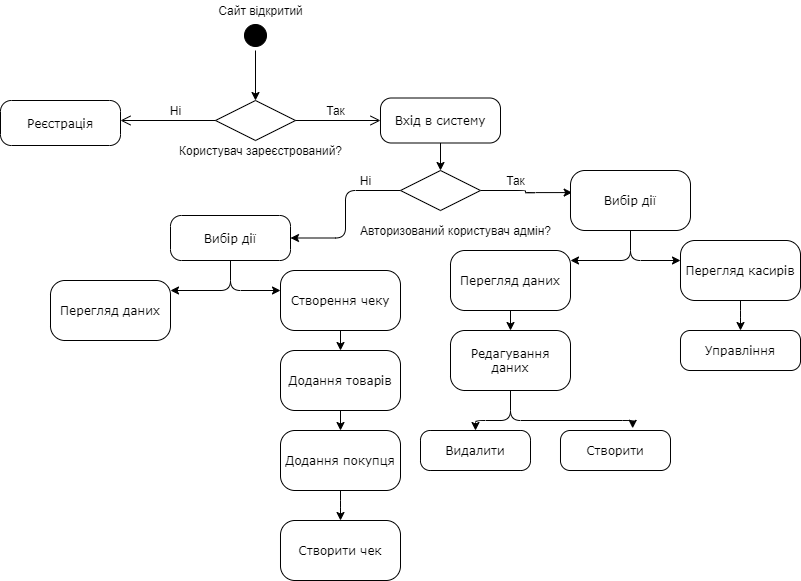 Сайт відкритий
Ні
Так
Реєстрація
Вхід в систему
Користувач зареєстрований?
Ні
Так
Вибір дії
Авторизований користувач адмін?
Вибір дії
Перегляд даних
Перегляд касирів
Перегляд даних
Створення чеку
Редагування
даних
Управління
Додання товарів
Видалити
Створити
Додання покупця
Створити чек